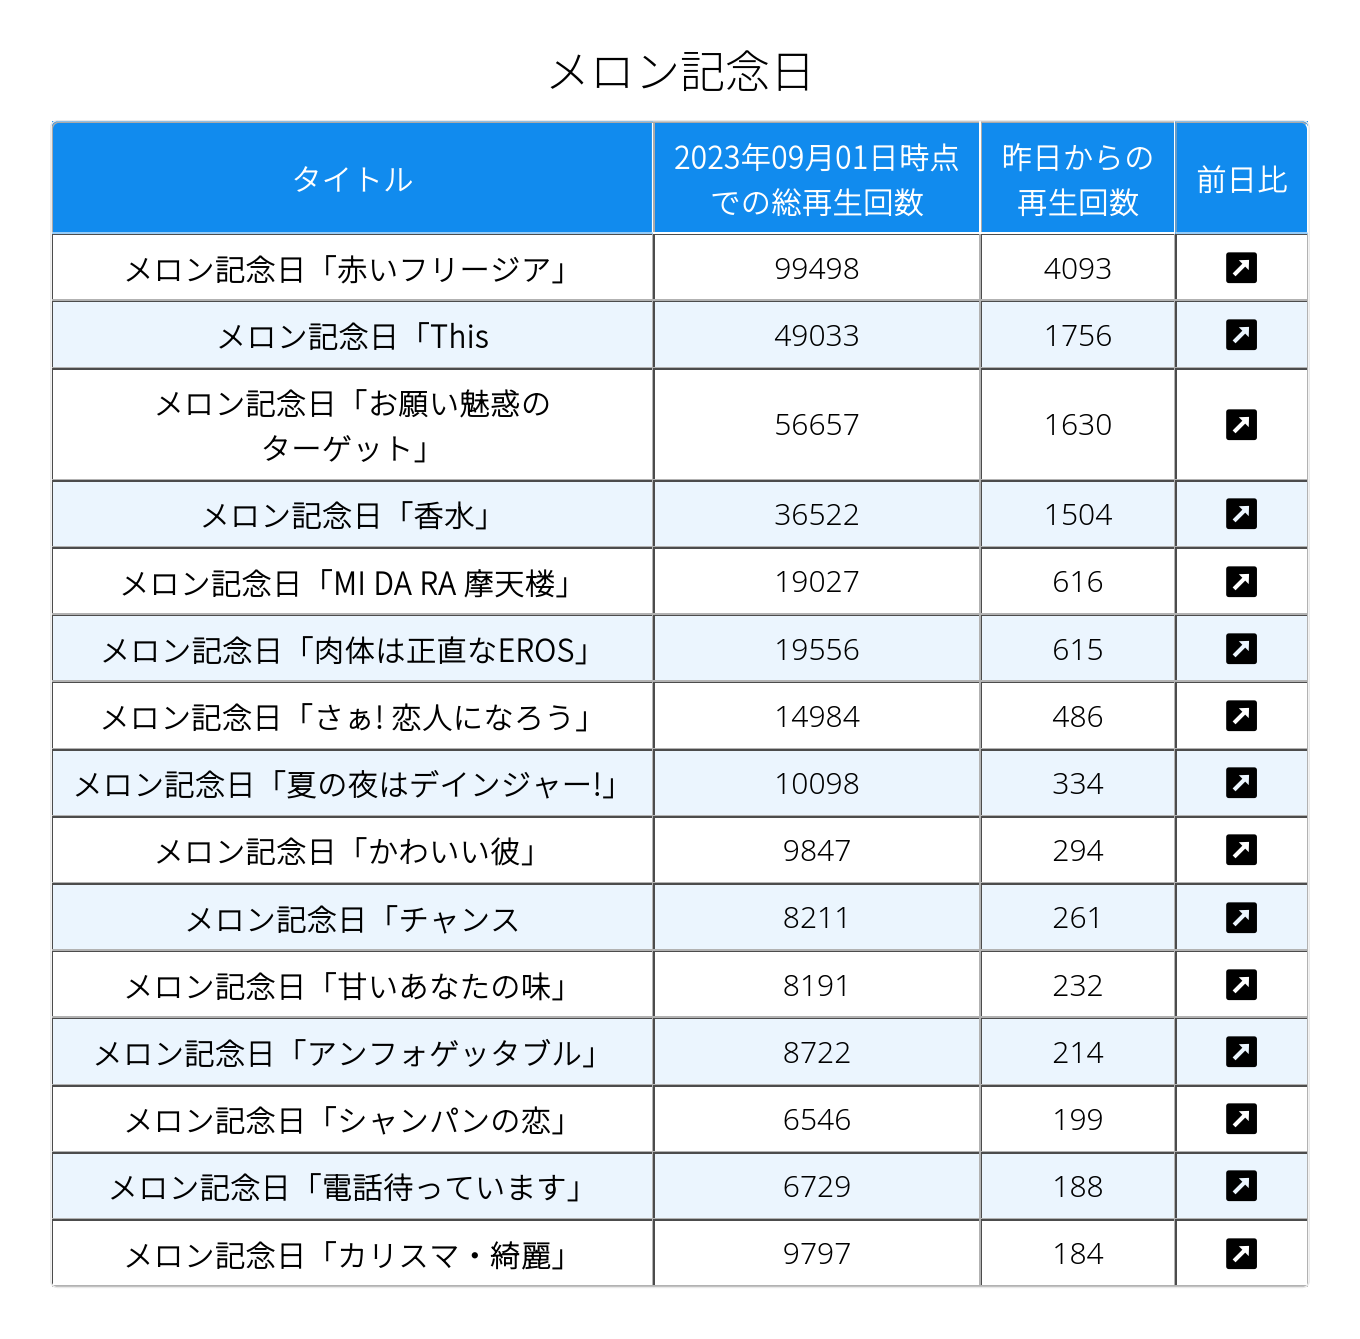 メロン記念日
タイトル
2023年09月01日時点
での総再生回数
昨日からの
再生回数
前日比
メロン記念日「赤いフリージア」 99498 4093
メロン記念日「This 49033 1756
メロン記念日「お願い魅惑の
ターゲット」 56657 1630
メロン記念日「香水」 36522 1504
メロン記念日「MI DA RA 摩天楼」 19027 616
メロン記念日「肉体は正直なEROS」 19556 615
メロン記念日「さぁ! 恋人になろう」 14984 486
メロン記念日「夏の夜はデインジャー!」 10098 334
メロン記念日「かわいい彼」 9847 294
メロン記念日「チャンス 8211 261
メロン記念日「甘いあなたの味」 8191 232
メロン記念日「アンフォゲッタブル」 8722 214
メロン記念日「シャンパンの恋」 6546 199
メロン記念日「電話待っています」 6729 188
メロン記念日「カリスマ・綺麗」 9797 184